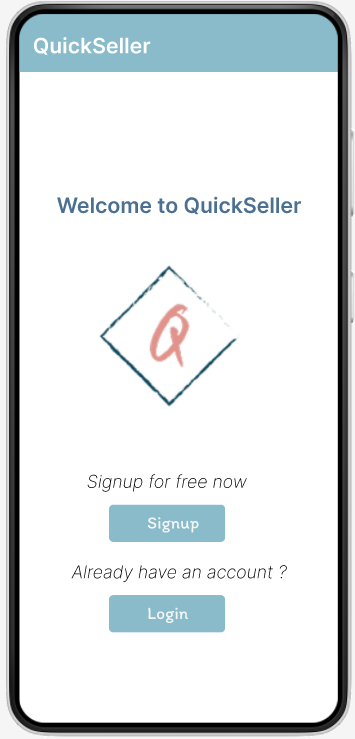 QuickSeller
Welcome to QuickSeller
Q
Signup for free now
Signup
Already have an account ?
Login